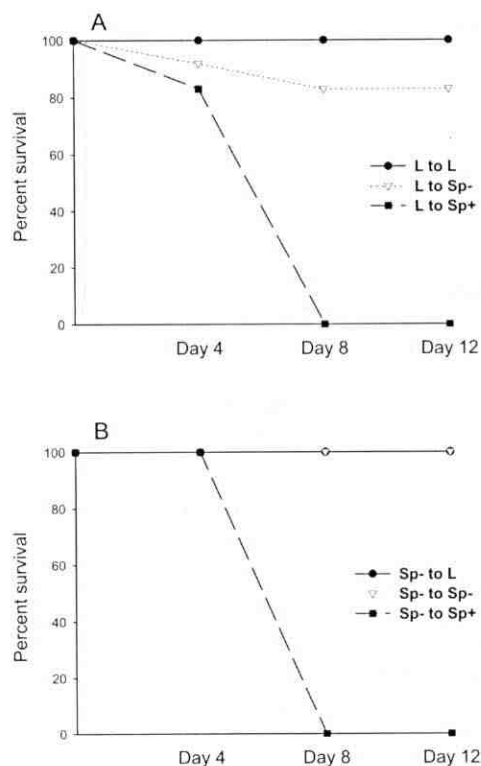 A
100
80
60
40
20
0
Percent survival
L to L
L to Sp-
L to Sp+
Day 4 Day 8 Day 12
B
100
80
60
40
20
0
Percent survival
Sp- to L
Sp- to Sp-
Sp- to Sp+
Day 4 Day 8 Day 12